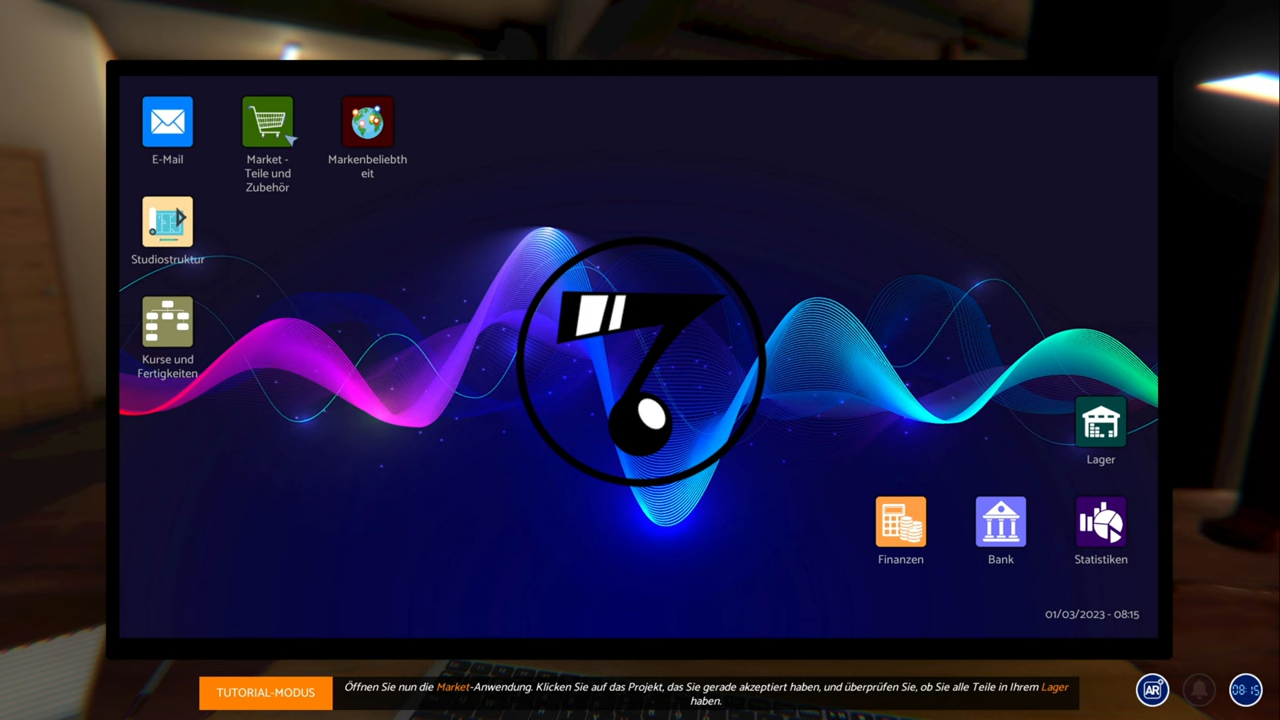 E-Mail
Market -
Teile und
Zubehör
Markenbeliebth
eit
Studiostruktur
Kurse und
Fertigkeiten
Lager
Finanzen
Bank
Statistiken
01/03/2023 - 08:15
TUTORIAL-MODUS
Öffnen Sie nun die Market-Anwendung. Klicken Sie auf das Projekt, das Sie gerade akzeptiert haben, und überprüfen Sie, ob Sie alle Teile in Ihrem Lager
haben.
AR
08:15